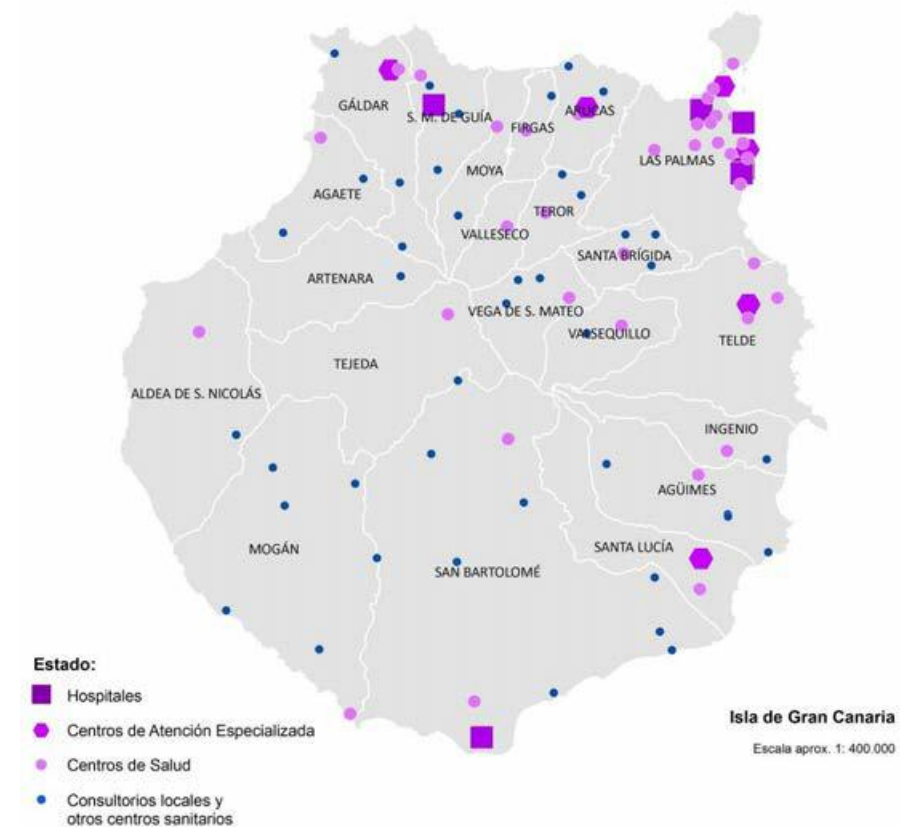 GÁLDAR
S. M. DE GUÍA
ARUCAS
FIRGAS
LAS PALMAS
MOYA
AGAETE
TEROR
VALLESECO
SANTA BRÍGIDA
ARTENARA
VEGA DE S. MATEO
VALSEQUILLO
TELDE
TEJEDA
ALDEA DE S. NICOLÁS
INGENIO
AGÜIMES
MOGÁN
SANTA LUCÍA
SAN BARTOLOMÉ
Estado:
Hospitales
Centros de Atención Especializada
Centros de Salud
Consultorios locales y
otros centros sanitarios
Isla de Gran Canaria
Escala aprox. 1: 400.000